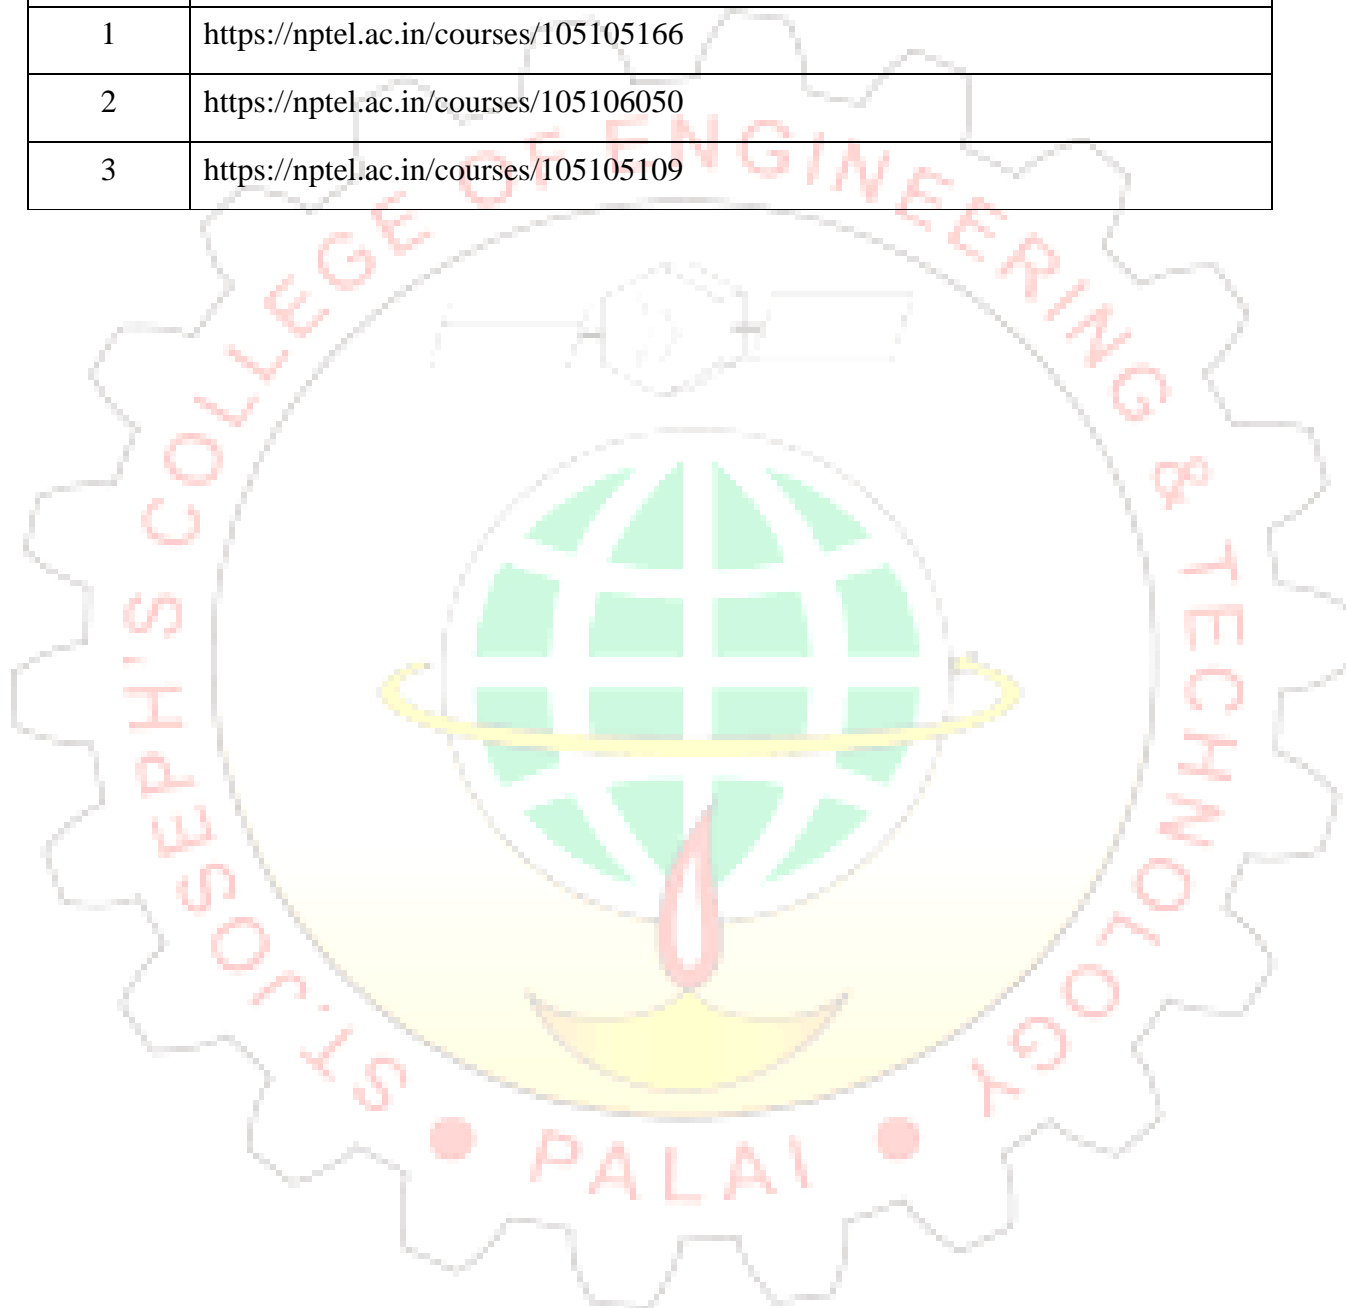 1 https://nptel.ac.in/courses/105105166
2 https://nptel.ac.in/courses/105106050
3 https://nptel.ac.in/courses/105105109
ST.JOSEPH'S COLLEGE OF ENGINEERING & TECHNOLOGY
PALAI